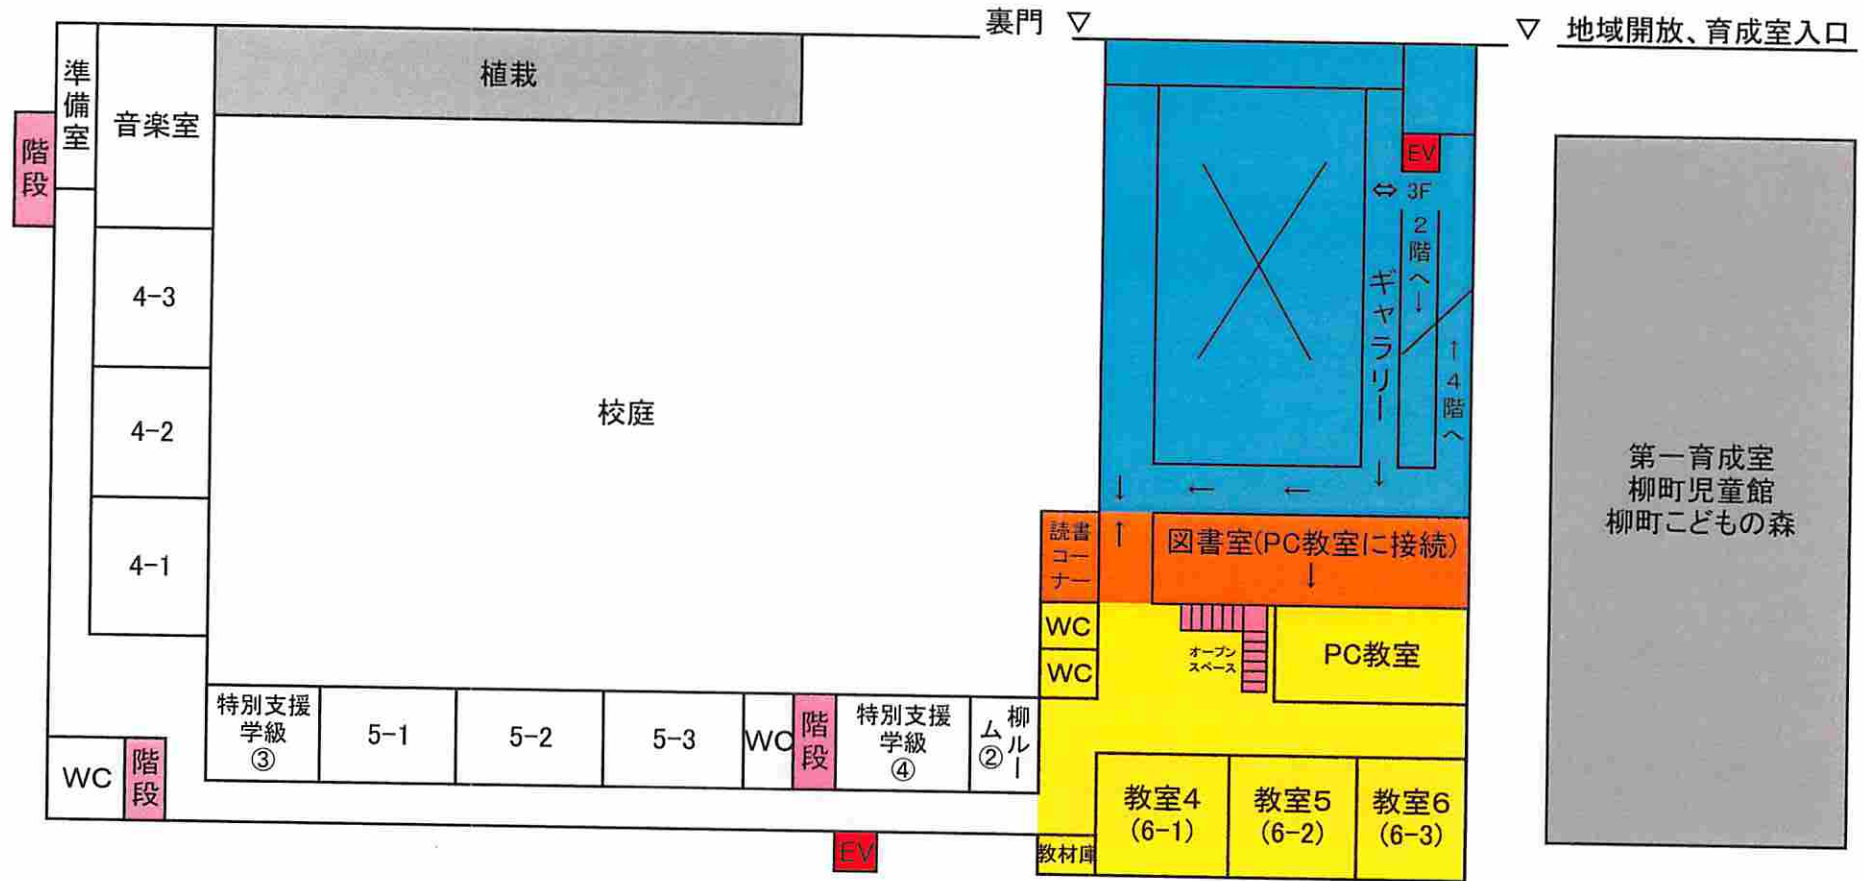 裏門 ▽
▽ 地域開放、育成室入口
準備室
音楽室
植栽
階段
EV
⇔ 3F
2階へ↓
ギャラリー
↑4階へ
4-3
4-2
4-1
校庭
第一育成室
柳町児童館
柳町こどもの森
↓ ← ← ↓
読書
コー
ナー
↑
図書室(PC教室に接続)
↓
WC
WC
オープン
スペース
PC教室
特別支援
学級
③
5-1
5-2
5-3
WC
階段
特別支援
学級
④
柳ルーム②
WC
階段
教室4
(6-1)
教室5
(6-2)
教室6
(6-3)
EV
教材庫